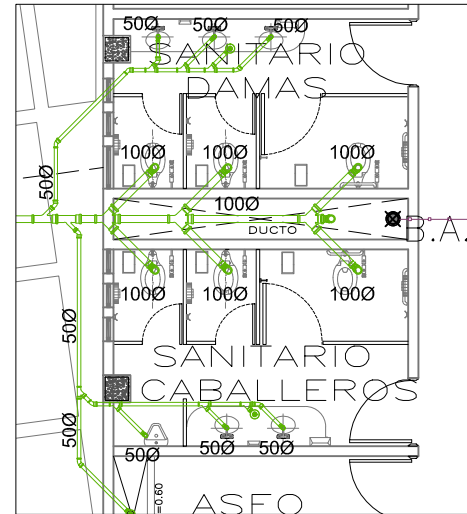 50Ø 50Ø 50Ø
SANITARIO
DAMAS
100Ø 100Ø 100Ø
50Ø
100Ø
DUCTO
B.A.
100Ø 100Ø 100Ø
50Ø
SANITARIO
CABALLEROS
50Ø
50Ø 50Ø 50Ø
=0.60
ASEO